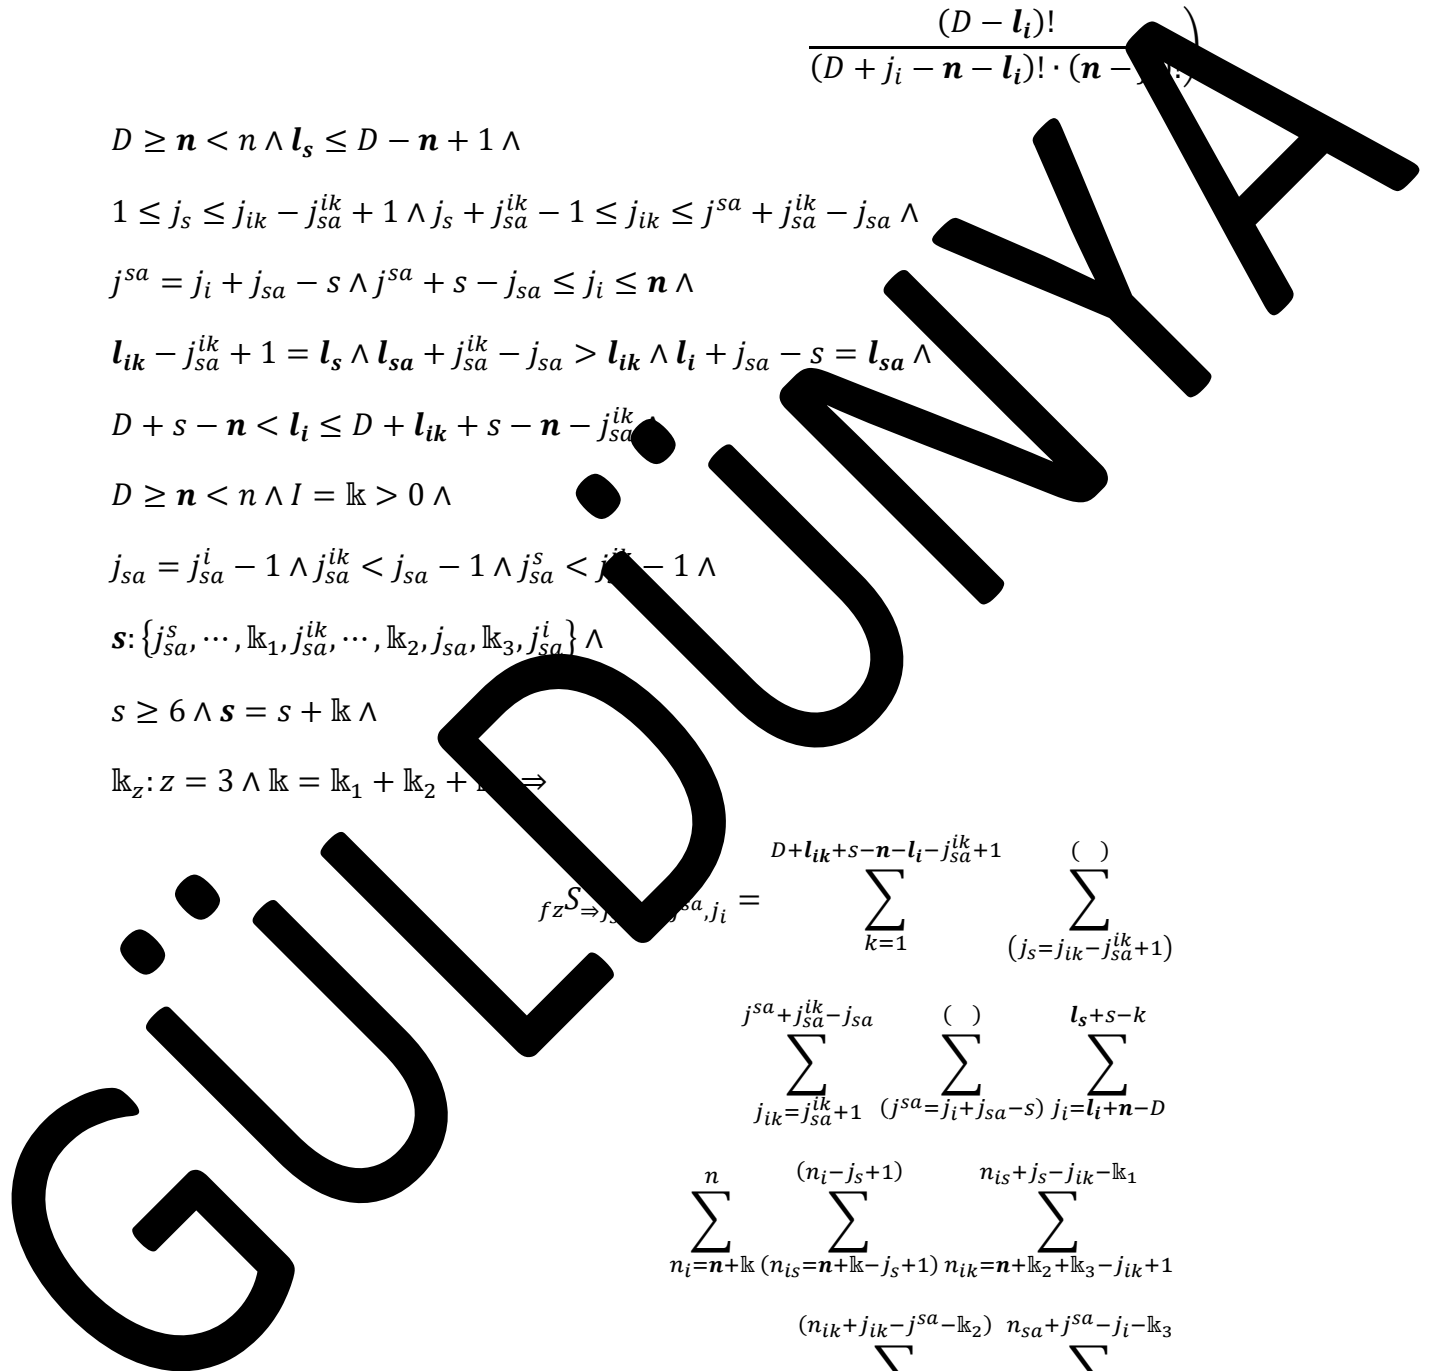 (D − l_i)!
(D + j_i − n − l_i)! · (n −
D ≥ n < n ∧ l_s ≤ D − n + 1 ∧
1 ≤ j_s ≤ j_ik − j_sa^ik + 1 ∧ j_s + j_sa^ik − 1 ≤ j_ik ≤ j^sa + j_sa^ik − j_sa ∧
j^sa = j_i + j_sa − s ∧ j^sa + s − j_sa ≤ j_i ≤ n ∧
l_ik − j_sa^ik + 1 = l_s ∧ l_sa + j_sa^ik − j_sa > l_ik ∧ l_i + j_sa − s = l_sa ∧
D + s − n < l_i ≤ D + l_ik + s − n − j_sa^ik
D ≥ n < n ∧ I = 𝕜 > 0 ∧
j_sa = j_sa^i − 1 ∧ j_sa^ik < j_sa − 1 ∧ j_sa^s < − 1 ∧
s: {j_sa^s, ⋯, 𝕜_1, j_sa^ik, ⋯, 𝕜_2, j_sa, 𝕜_3, j_sa^i} ∧
s ≥ 6 ∧ s = s + 𝕜 ∧
𝕜_z: z = 3 ∧ 𝕜 = 𝕜_1 + 𝕜_2 + ⇒
D+l_ik+s−n−l_i−j_sa^ik+1 ( )
fz S ⇒ ,j_i = ∑ ∑
k=1 (j_s=j_ik−j_sa^ik+1)
j^sa+j_sa^ik−j_sa ( ) l_s+s−k
∑ ∑ ∑
j_ik=j_sa^ik+1 (j^sa=j_i+j_sa−s) j_i=l_i+n−D
n (n_i−j_s+1) n_is+j_s−j_ik−𝕜_1
∑ ∑ ∑
n_i=n+𝕜 (n_is=n+𝕜−j_s+1) n_ik=n+𝕜_2+𝕜_3−j_ik+1
(n_ik+j_ik−j^sa−𝕜_2) n_sa+j^sa−j_i−𝕜_3
∑ ∑
GÜLDÜNYA